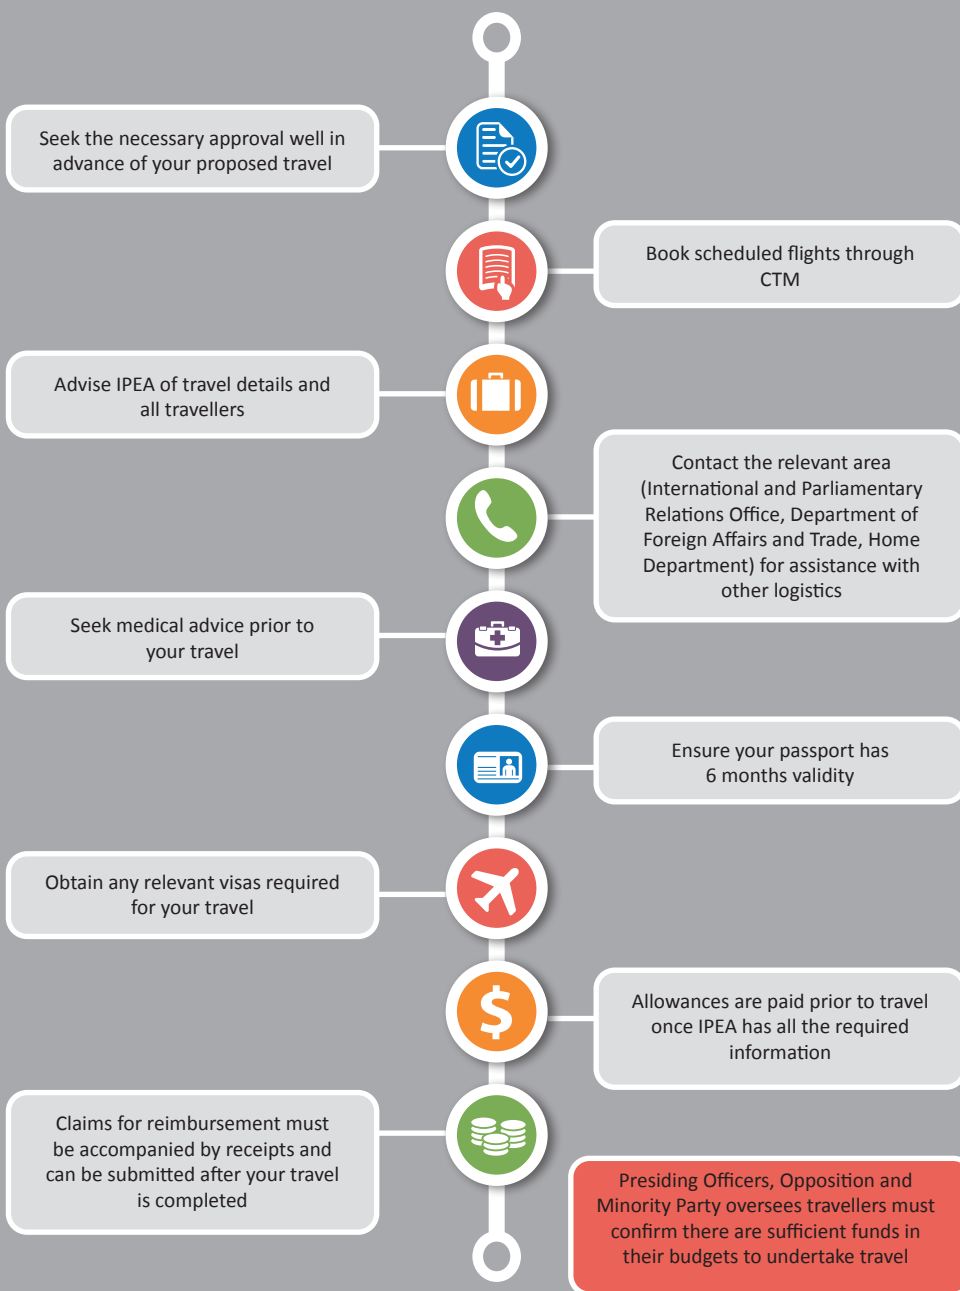 Seek the necessary approval well in
advance of your proposed travel
Book scheduled flights through
CTM
Advise IPEA of travel details and
all travellers
Contact the relevant area
(International and Parliamentary
Relations Office, Department of
Foreign Affairs and Trade, Home
Department) for assistance with
other logistics
Seek medical advice prior to
your travel
Ensure your passport has
6 months validity
Obtain any relevant visas required
for your travel
$
Allowances are paid prior to travel
once IPEA has all the required
information
Claims for reimbursement must
be accompanied by receipts and
can be submitted after your travel
is completed
Presiding Officers, Opposition and
Minority Party oversees travellers must
confirm there are sufficient funds in
their budgets to undertake travel